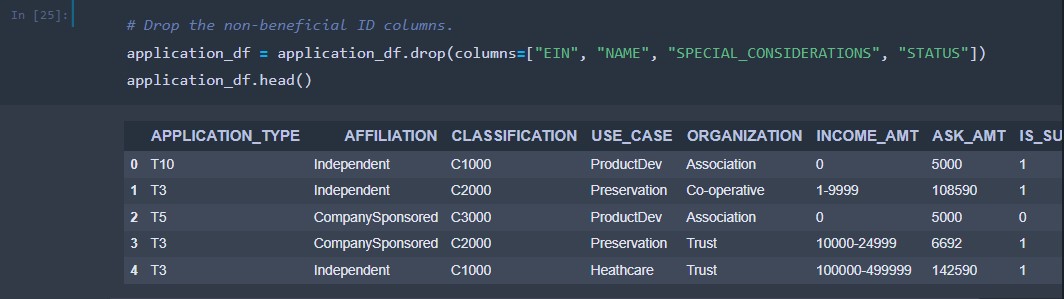 In [25]:
# Drop the non-beneficial ID columns.
application_df = application_df.drop(columns=["EIN", "NAME", "SPECIAL_CONSIDERATIONS", "STATUS"])
application_df.head()
APPLICATION_TYPE AFFILIATION CLASSIFICATION USE_CASE ORGANIZATION INCOME_AMT ASK_AMT IS_SU
0 T10 Independent C1000 ProductDev Association 0 5000 1
1 T3 Independent C2000 Preservation Co-operative 1-9999 108590 1
2 T5 CompanySponsored C3000 ProductDev Association 0 5000 0
3 T3 CompanySponsored C2000 Preservation Trust 10000-24999 6692 1
4 T3 Independent C1000 Heathcare Trust 100000-499999 142590 1